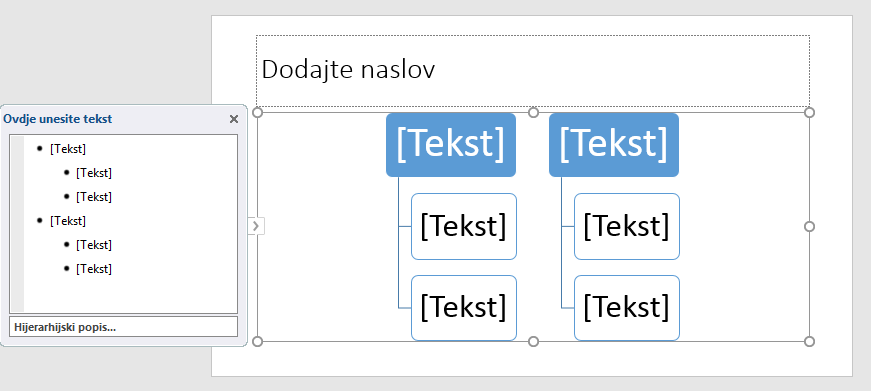 Dodajte naslov
Ovdje unesite tekst
[Tekst]
[Tekst]
[Tekst]
[Tekst]
[Tekst]
[Tekst]
Hijerarhijski popis...
[Tekst] [Tekst]
[Tekst] [Tekst]
[Tekst] [Tekst]